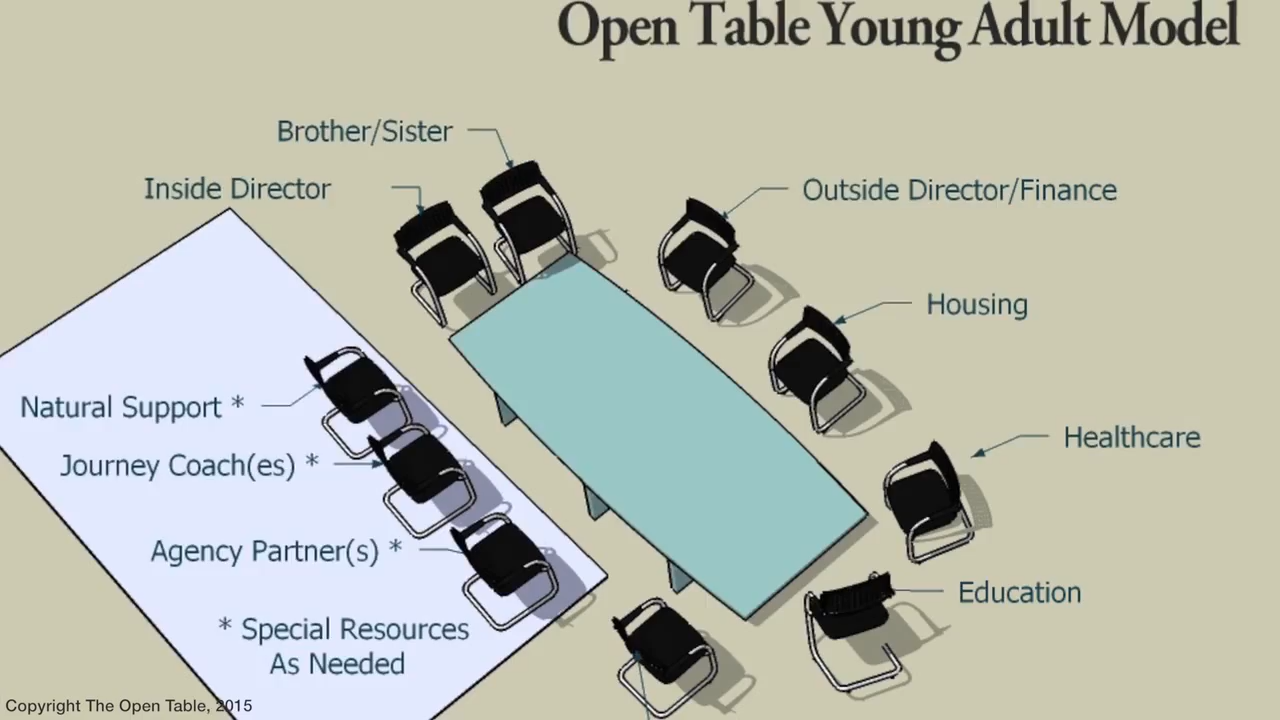 Open Table Young Adult Model
Brother/Sister
Inside Director
Outside Director/Finance
Housing
Natural Support *
Healthcare
Journey Coach(es) *
Agency Partner(s) *
Education
* Special Resources
As Needed
Copyright The Open Table, 2015